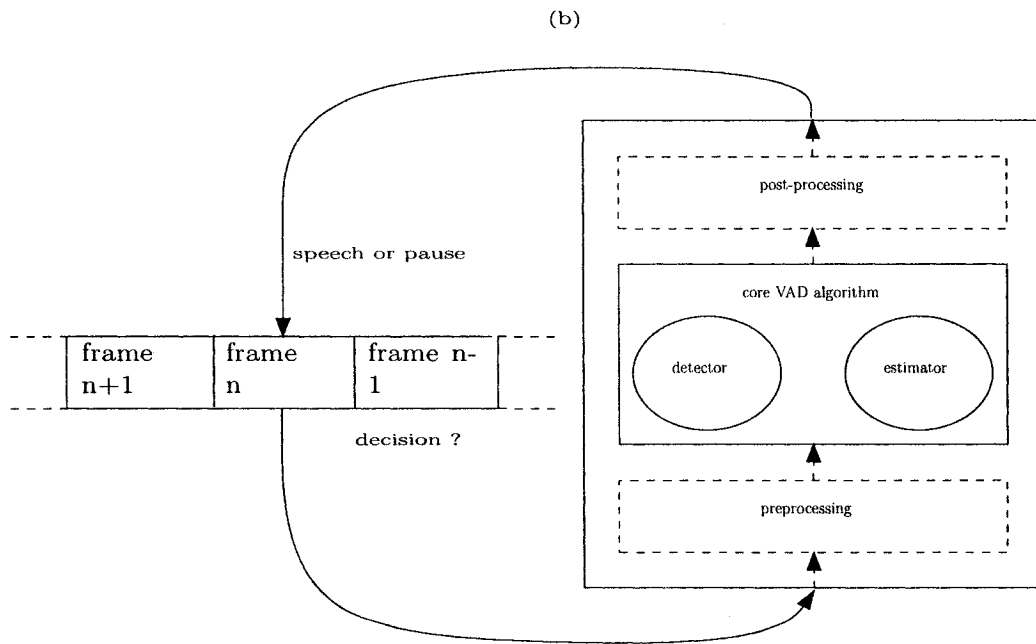 (b)
post-processing
speech or pause
core VAD algorithm
frame n+1
frame n
frame n-1
detector
estimator
decision ?
preprocessing